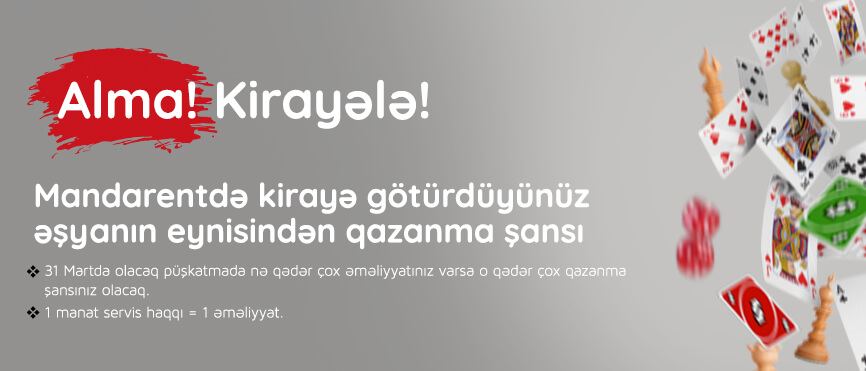 Alma! Kirayələ!
Mandarentdə kirayə götürdüyünüz
əşyanın eynisindən qazanma şansı
❖ 31 Martda olacaq püşkatmada nə qədər çox əməliyyatınız varsa o qədər çox qazanma
şansınız olacaq.
❖ 1 manat servis haqqı = 1 əməliyyat.